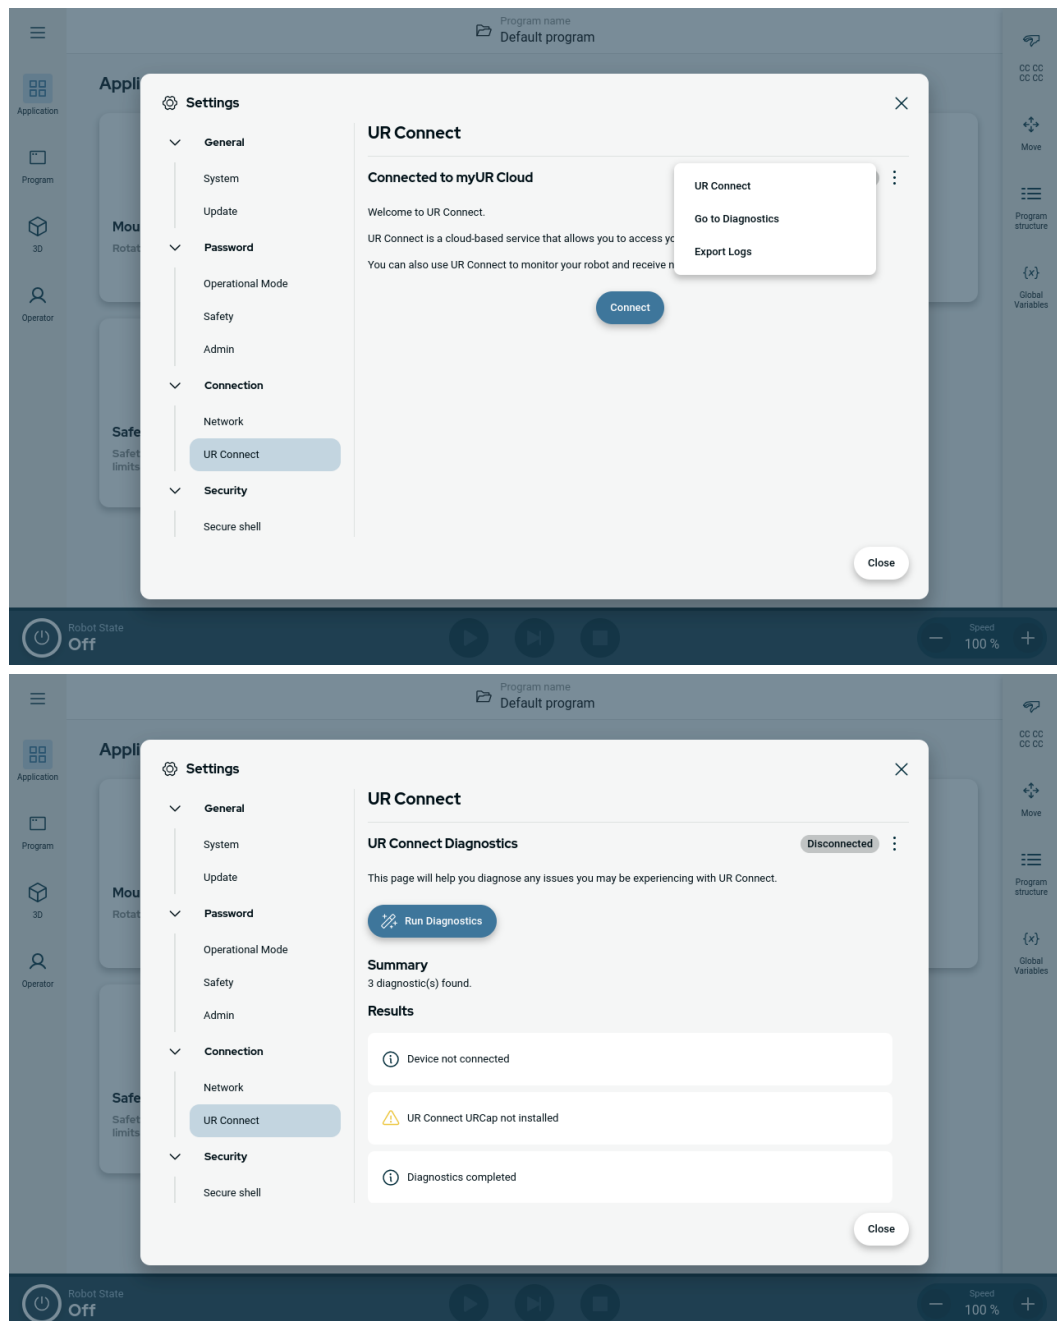 Program name
Default program
Application
Program
3D
Operator
Appli
Mou
Rotat
Safe
Safet
limits
Settings
General
System
Update
Password
Operational Mode
Safety
Admin
Connection
Network
UR Connect
Security
Secure shell
UR Connect
Connected to myUR Cloud
Welcome to UR Connect.
UR Connect is a cloud-based service that allows you to access yo
You can also use UR Connect to monitor your robot and receive n
Connect
UR Connect
Go to Diagnostics
Export Logs
Close
CC CC
CC CC
Move
Program
structure
{x}
Global
Variables
Robot State
Off
Speed
100 %
Program name
Default program
Application
Program
3D
Operator
Appli
Mou
Rotat
Safe
Safet
limits
Settings
General
System
Update
Password
Operational Mode
Safety
Admin
Connection
Network
UR Connect
Security
Secure shell
UR Connect
UR Connect Diagnostics
Disconnected
This page will help you diagnose any issues you may be experiencing with UR Connect.
Run Diagnostics
Summary
3 diagnostic(s) found.
Results
Device not connected
UR Connect URCap not installed
Diagnostics completed
Close
CC CC
CC CC
Move
Program
structure
{x}
Global
Variables
Robot State
Off
Speed
100 %